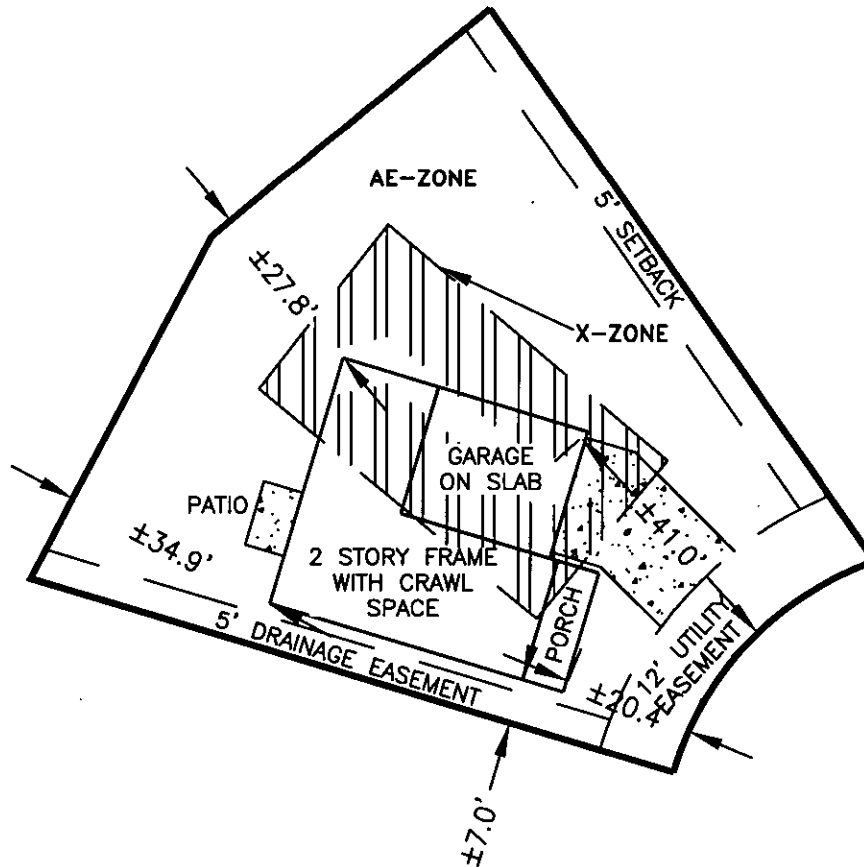 AE-ZONE
5' SETBACK
±27.8'
X-ZONE
GARAGE
ON SLAB
PATIO
±34.9'
±41.0'
2 STORY FRAME
WITH CRAWL
SPACE
PORCH
5' DRAINAGE EASEMENT
12' UTILITY
EASEMENT
±20.4'
±7.0'